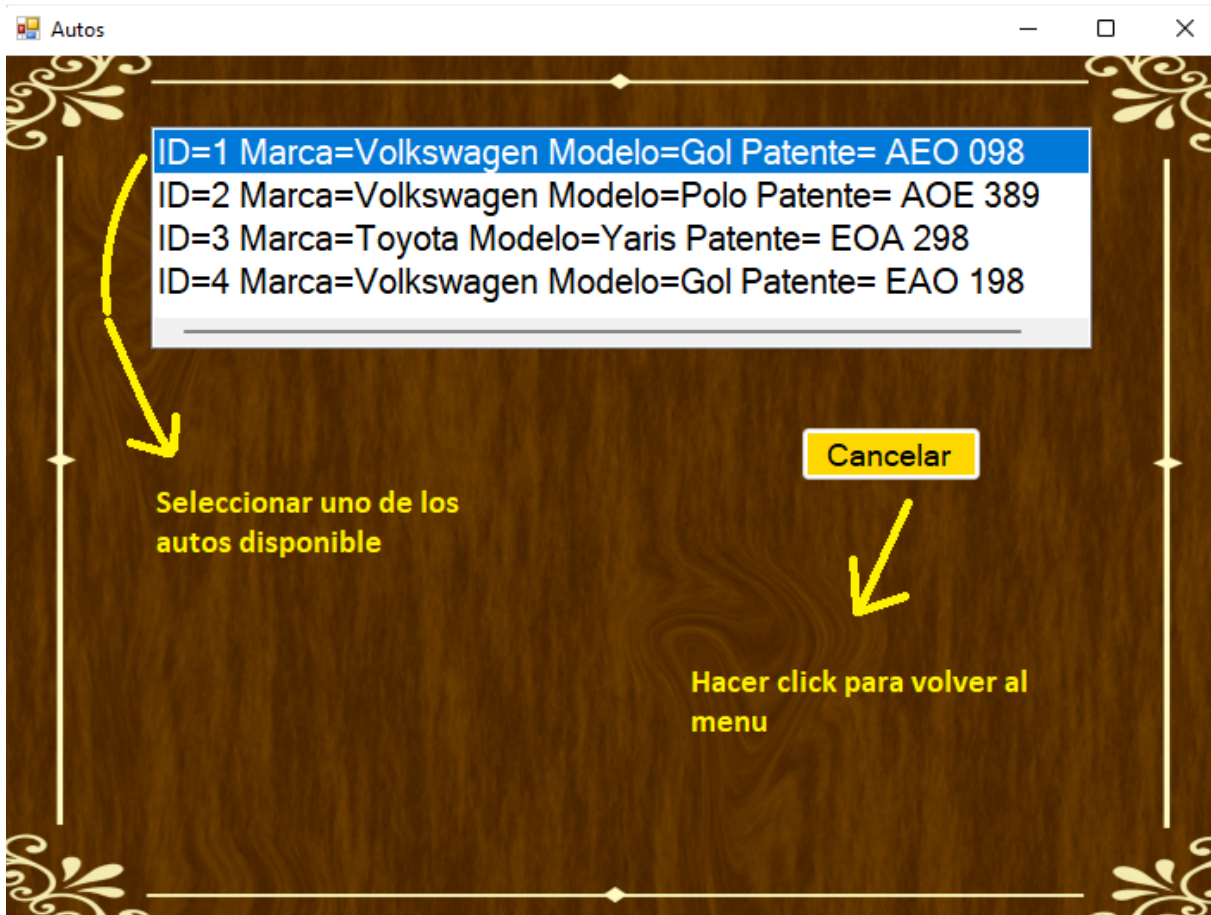 Autos
ID=1 Marca=Volkswagen Modelo=Gol Patente= AEO 098
ID=2 Marca=Volkswagen Modelo=Polo Patente= AOE 389
ID=3 Marca=Toyota Modelo=Yaris Patente= EOA 298
ID=4 Marca=Volkswagen Modelo=Gol Patente= EAO 198
Cancelar
Seleccionar uno de los
autos disponible
Hacer click para volver al
menu